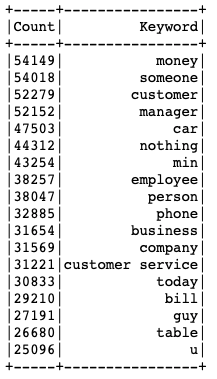 +-----+----------------+
|Count|         Keyword|
+-----+----------------+
|54149|           money|
|54018|         someone|
|52279|        customer|
|52152|         manager|
|47503|             car|
|44312|         nothing|
|43254|             min|
|38257|        employee|
|38047|          person|
|32885|           phone|
|31654|        business|
|31569|         company|
|31221|customer service|
|30833|           today|
|29210|            bill|
|27191|             guy|
|26680|           table|
|25096|               u|
+-----+----------------+